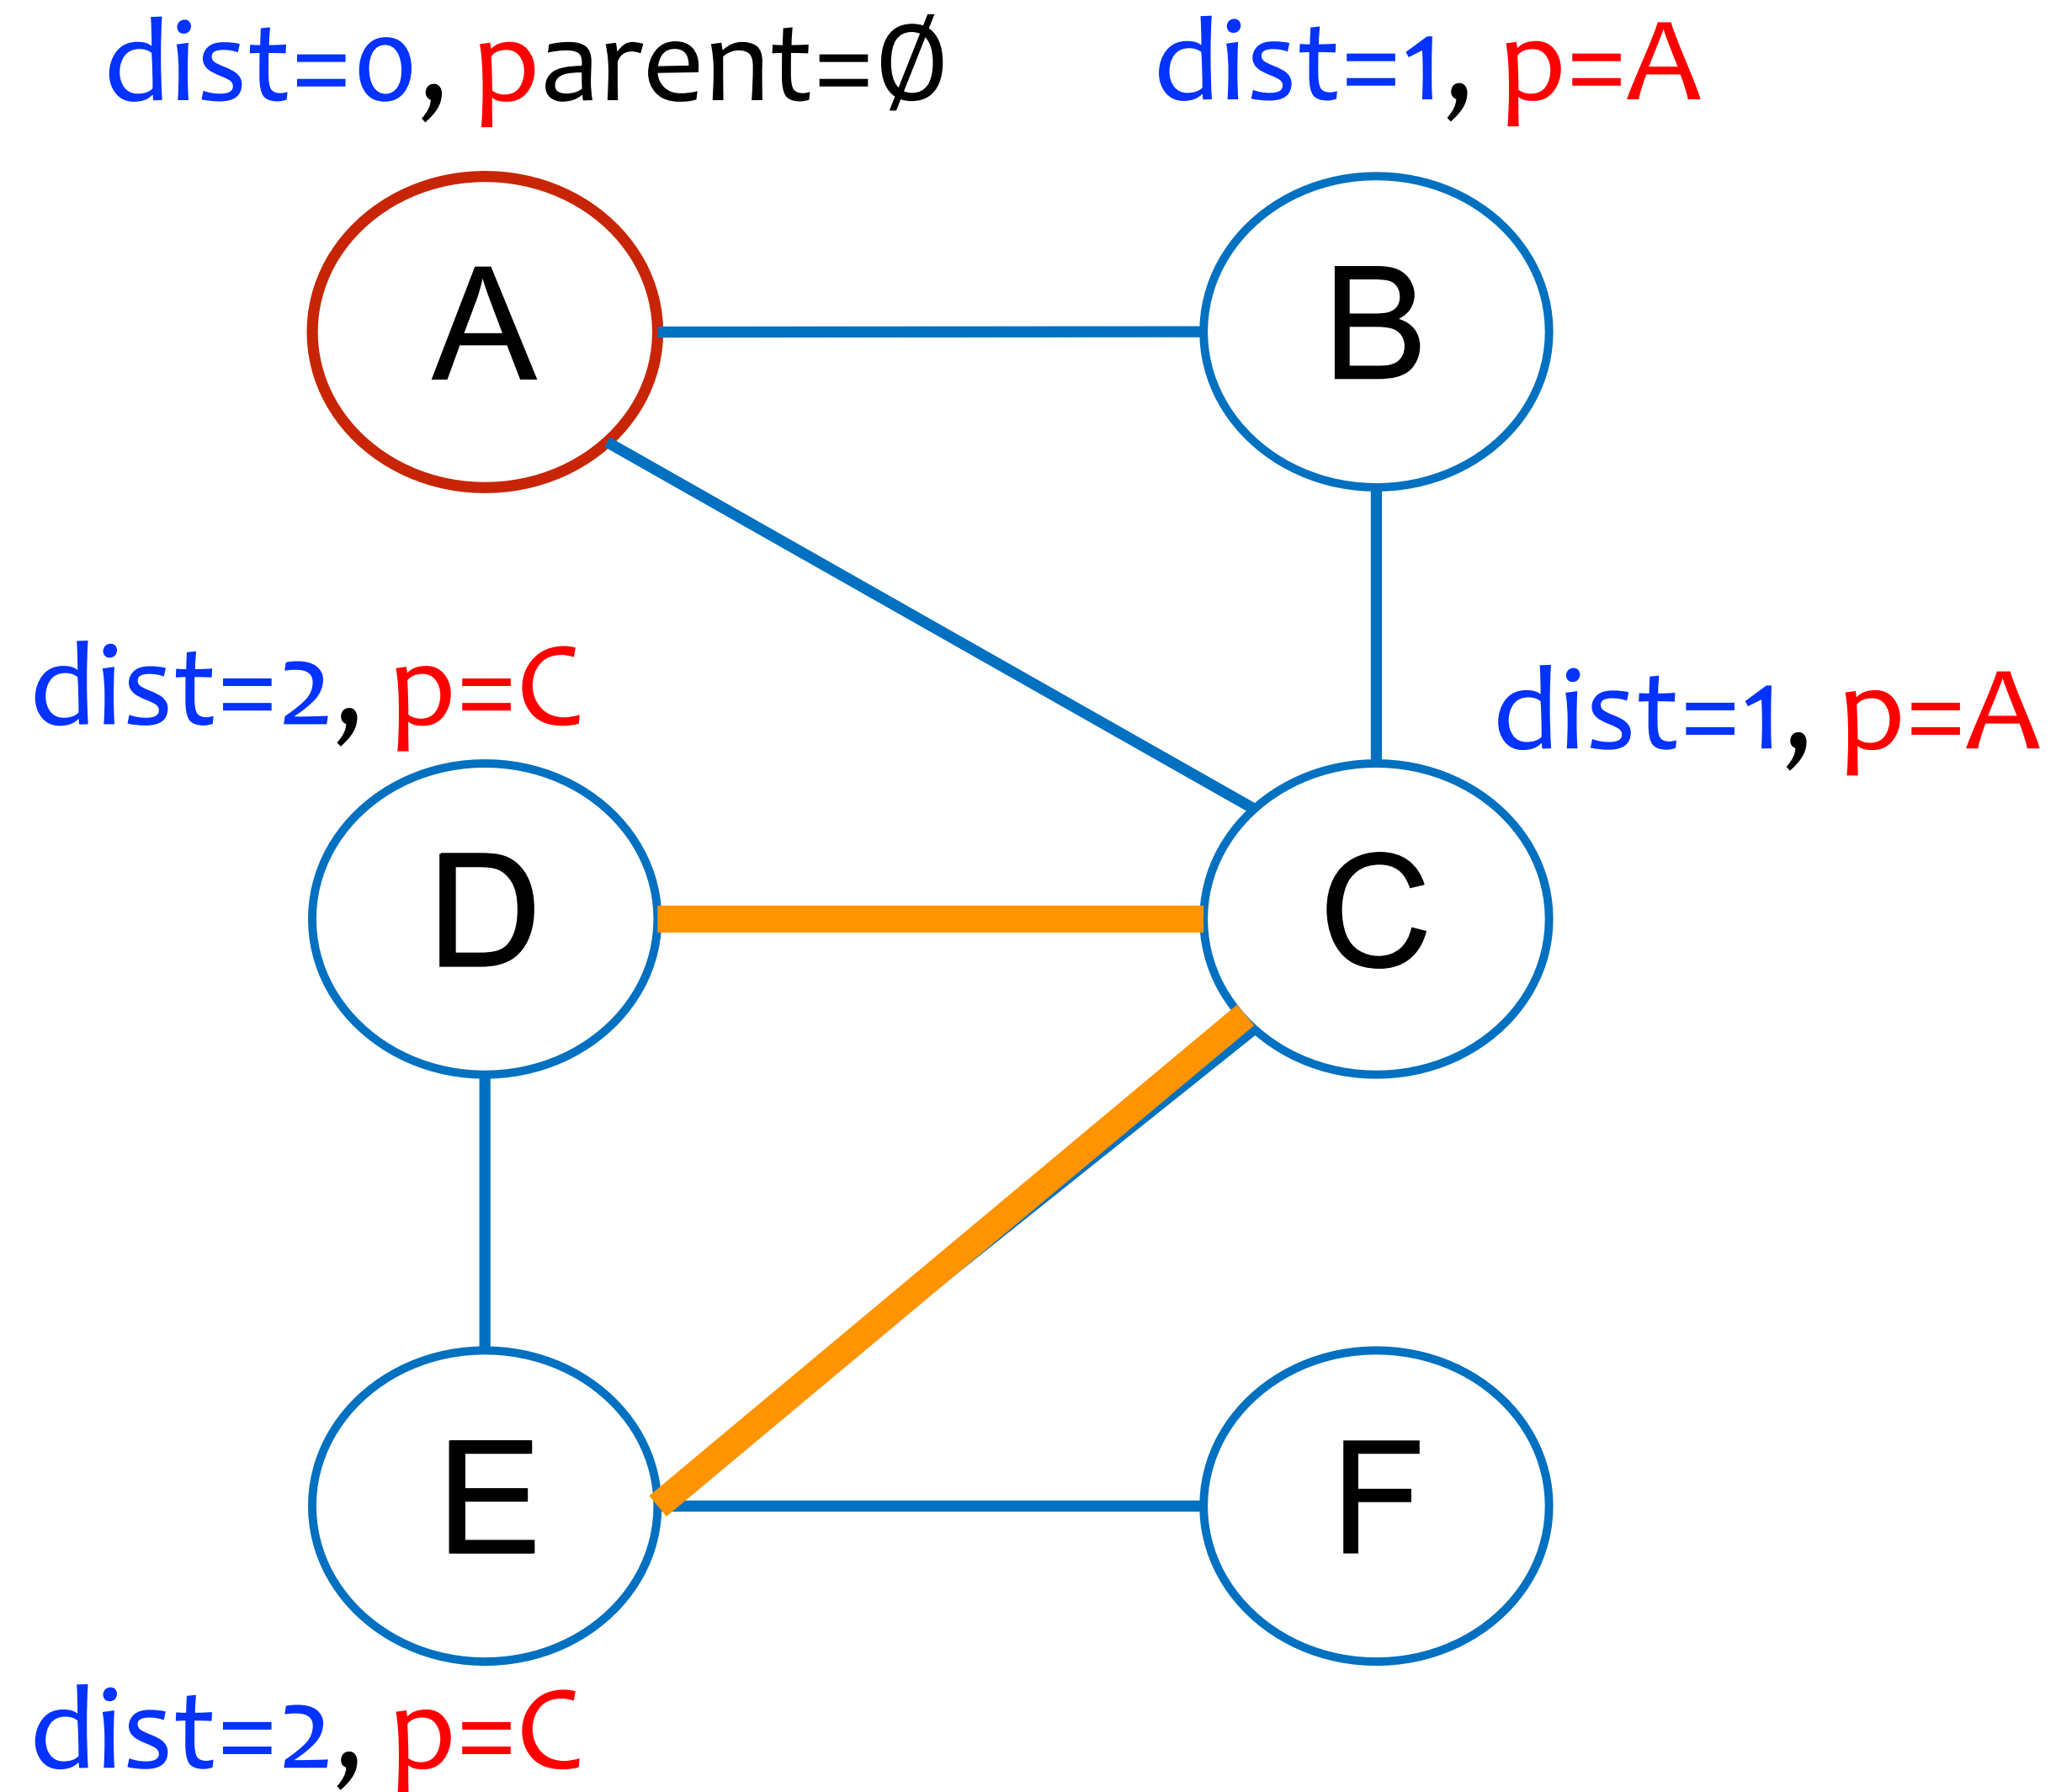 dist=0, parent=Ø
dist=1, p=A
A
B
dist=2, p=C
dist=1, p=A
D
C
E
F
dist=2, p=C